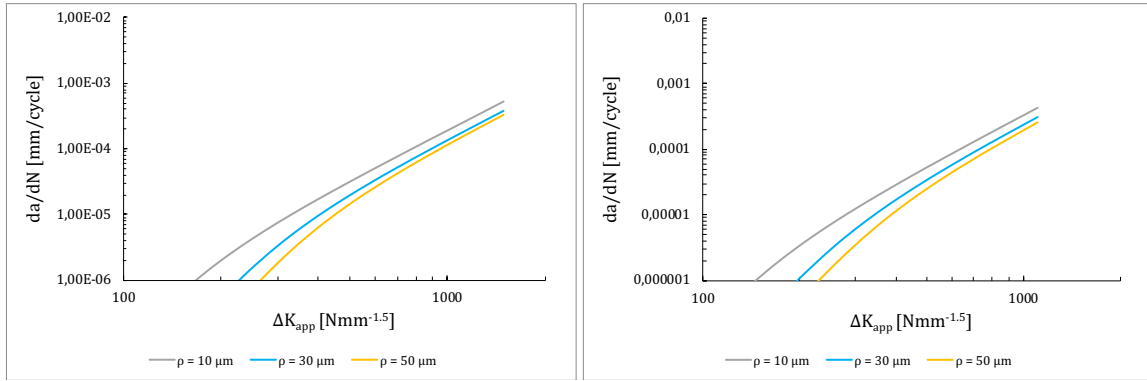 1,00E-02
1,00E-03
1,00E-04
1,00E-05
1,00E-06
da/dN [mm/cycle]
100
1000
ΔKapp [Nmm-1.5]
ρ = 10 μm
ρ = 30 μm
ρ = 50 μm
0,01
0,001
0,0001
0,00001
0,000001
da/dN [mm/cycle]
100
1000
ΔKapp [Nmm-1.5]
ρ = 10 μm
ρ = 30 μm
ρ = 50 μm